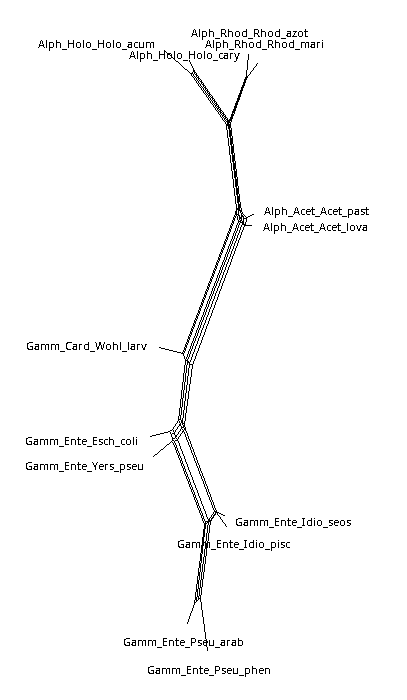 Alph_Rhod_Rhod_azot
Alph_Holo_Holo_acum
Alph_Rhod_Rhod_mari
Alph_Holo_Holo_cary
Alph_Acet_Acet_past
Alph_Acet_Acet_lova
Gamm_Card_Wohl_larv
Gamm_Ente_Esch_coli
Gamm_Ente_Yers_pseu
Gamm_Ente_Idio_seos
Gamm_Ente_Idio_pisc
Gamm_Ente_Pseu_arab
Gamm_Ente_Pseu_phen